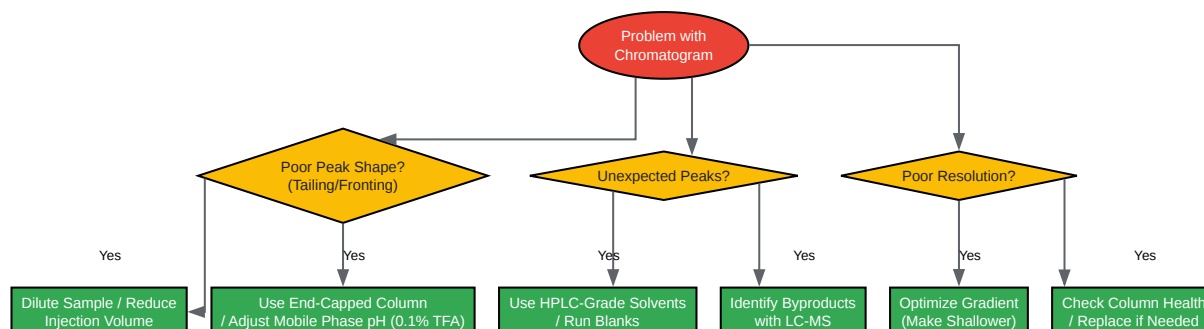 Problem with
Chromatogram
Poor Peak Shape?
(Tailing/Fronting)
Unexpected Peaks?
Poor Resolution?
Yes
Yes
Yes
Yes
Yes
Yes
Dilute Sample / Reduce
Injection Volume
Use End-Capped Column
/ Adjust Mobile Phase pH (0.1% TFA)
Use HPLC-Grade Solvents
/ Run Blanks
Identify Byproducts
with LC-MS
Optimize Gradient
(Make Shallower)
Check Column Health
/ Replace if Needed